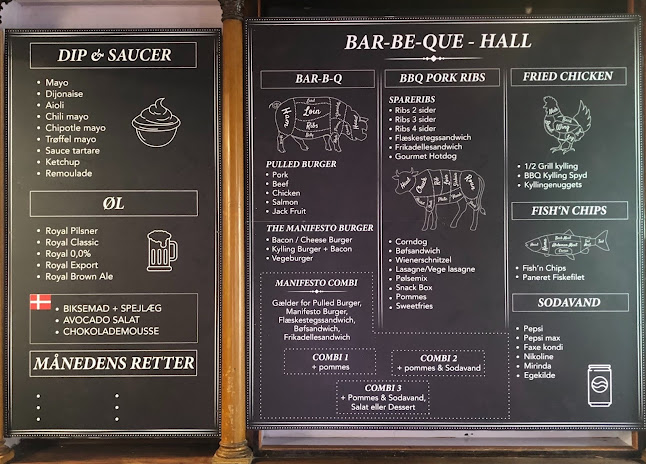 DIP & SAUCER
• Mayo
• Dijonaise
• Aioli
• Chili mayo
• Chipotle mayo
• Trøffel mayo
• Sauce tartare
• Ketchup
• Remoulade
ØL
• Royal Pilsner
• Royal Classic
• Royal 0,0%
• Royal Export
• Royal Brown Ale
• BIKSEMAD + SPEJLÆG
• AVOCADO SALAT
• CHOKOLADEMOUSSE
MÅNEDENS RETTER
BAR-BE-QUE - HALL
BAR-B-Q
Ham
Loin
Ribs
PULLED BURGER
• Pork
• Beef
• Chicken
• Salmon
• Jack Fruit
THE MANIFESTO BURGER
• Bacon / Cheese Burger
• Kylling Burger + Bacon
• Vegeburger
MANIFESTO COMBI
Gælder for Pulled Burger,
Manifesto Burger,
Flæskestegssandwich,
Bøfsandwich,
Frikadellesandwich
COMBI 1
+ pommes
COMBI 2
+ pommes & Sodavand
COMBI 3
+ Pommes & Sodavand,
Salat eller Dessert
BBQ PORK RIBS
SPARERIBS
• Ribs 2 sider
• Ribs 3 sider
• Ribs 4 sider
• Flæskestegssandwich
• Frikadellesandwich
• Gourmet Hotdog
• Corndog
• Bøfsandwich
• Wienerschnitzel
• Lasagne/Vege lasagne
• Pølsemix
• Snack Box
• Pommes
• Sweetfries
FRIED CHICKEN
Wing
• 1/2 Grill kylling
• BBQ Kylling Spyd
• Kyllingenuggets
FISH'N CHIPS
• Fish'n Chips
• Paneret Fiskefilet
SODAVAND
• Pepsi
• Pepsi max
• Faxe kondi
• Nikoline
• Mirinda
• Egekilde